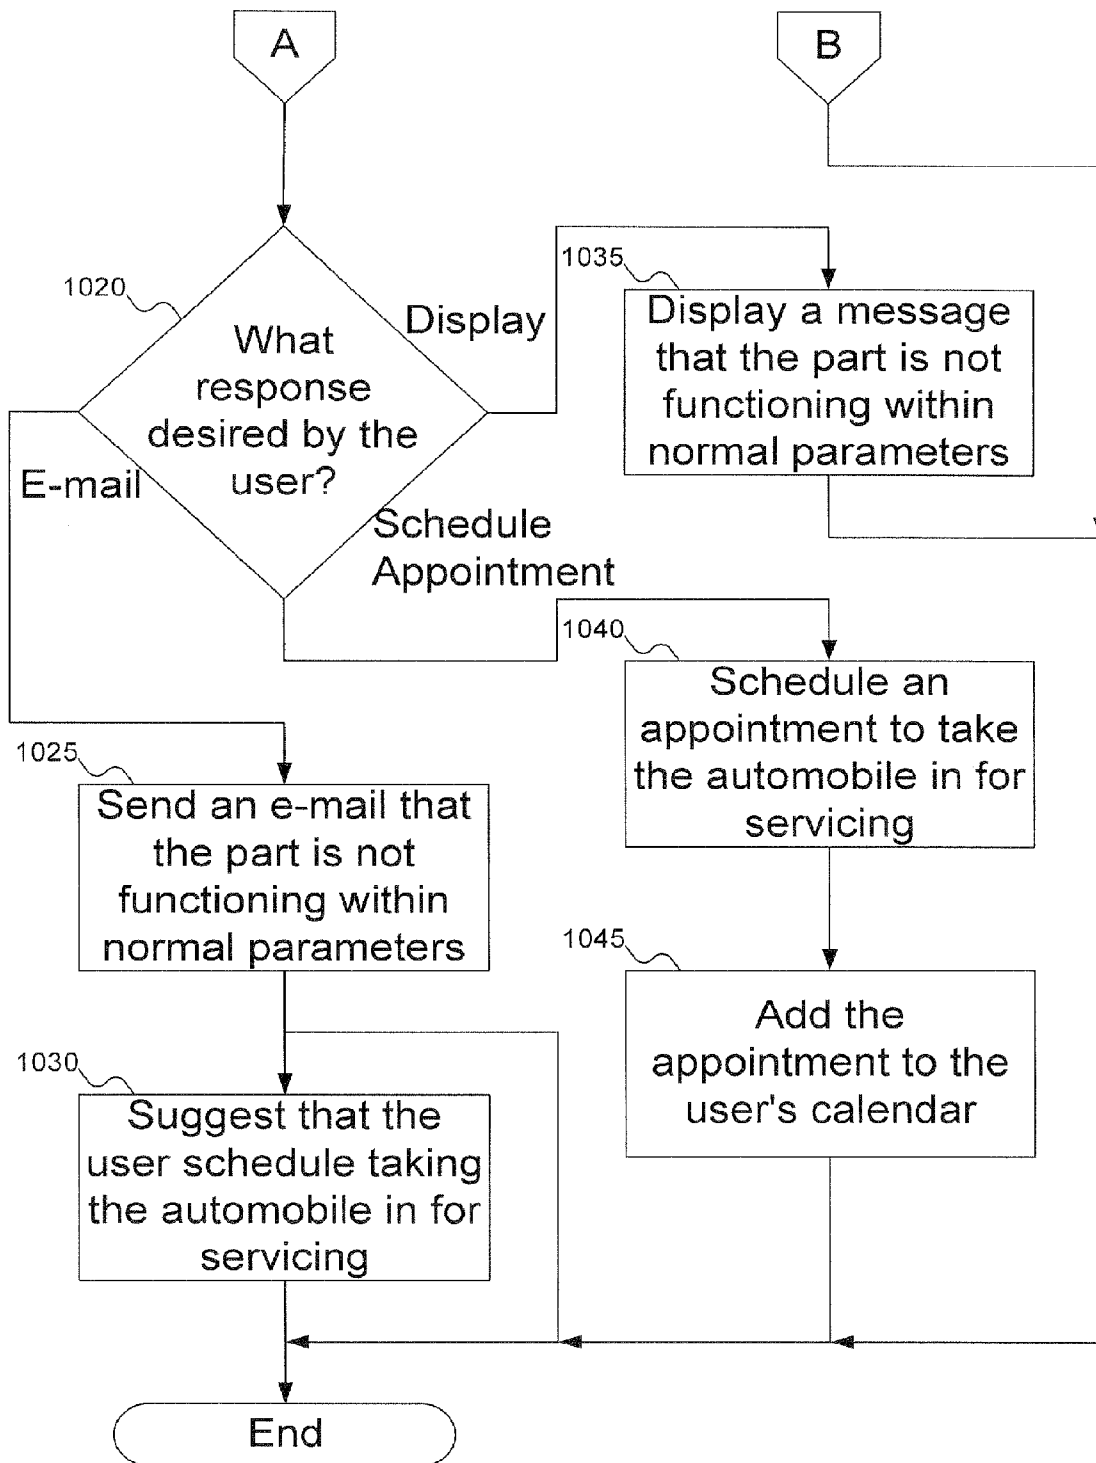 A
B
1020
What
response
desired by the
user?
Display
E-mail
Schedule
Appointment
1035
Display a message
that the part is not
functioning within
normal parameters
1040
Schedule an
appointment to take
the automobile in for
servicing
1025
Send an e-mail that
the part is not
functioning within
normal parameters
1045
Add the
appointment to the
user's calendar
1030
Suggest that the
user schedule taking
the automobile in for
servicing
End